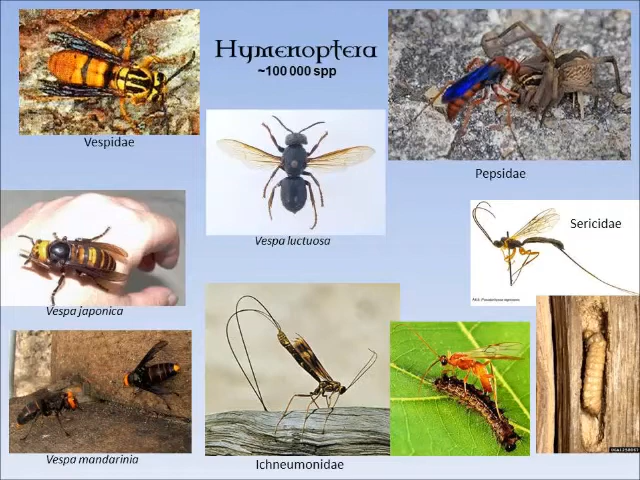 Hymenoptera
~100 000 spp
Vespidae
Pepsidae
Sericidae
Vespa luctuosa
Vespa japonica
Vespa mandarinia
Ichneumonidae